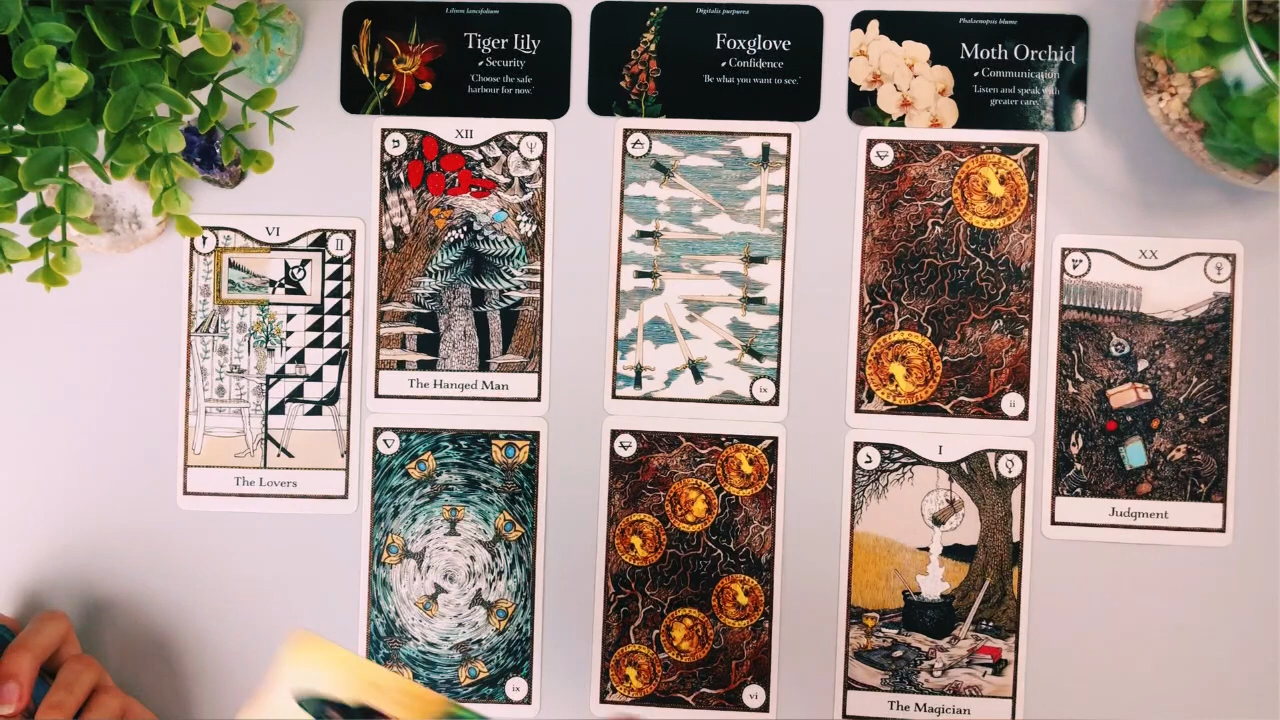 Lilium lancifolium
Tiger Lily
Security
'Choose the safe
harbour for now.'
Digitalis purpurea
Foxglove
Confidence
'Be what you want to see.'
Phalaenopsis blume
Moth Orchid
Communication
'Listen and speak with
greater care.'
VI
II
The Lovers
XII
The Hanged Man
ix
ii
XX
Judgment
ix
vi
I
The Magician